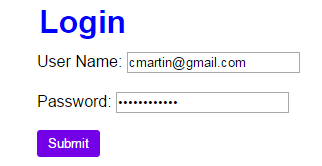 Login
User Name: cmartin@gmail.com
Password: ••••••••••••
Submit